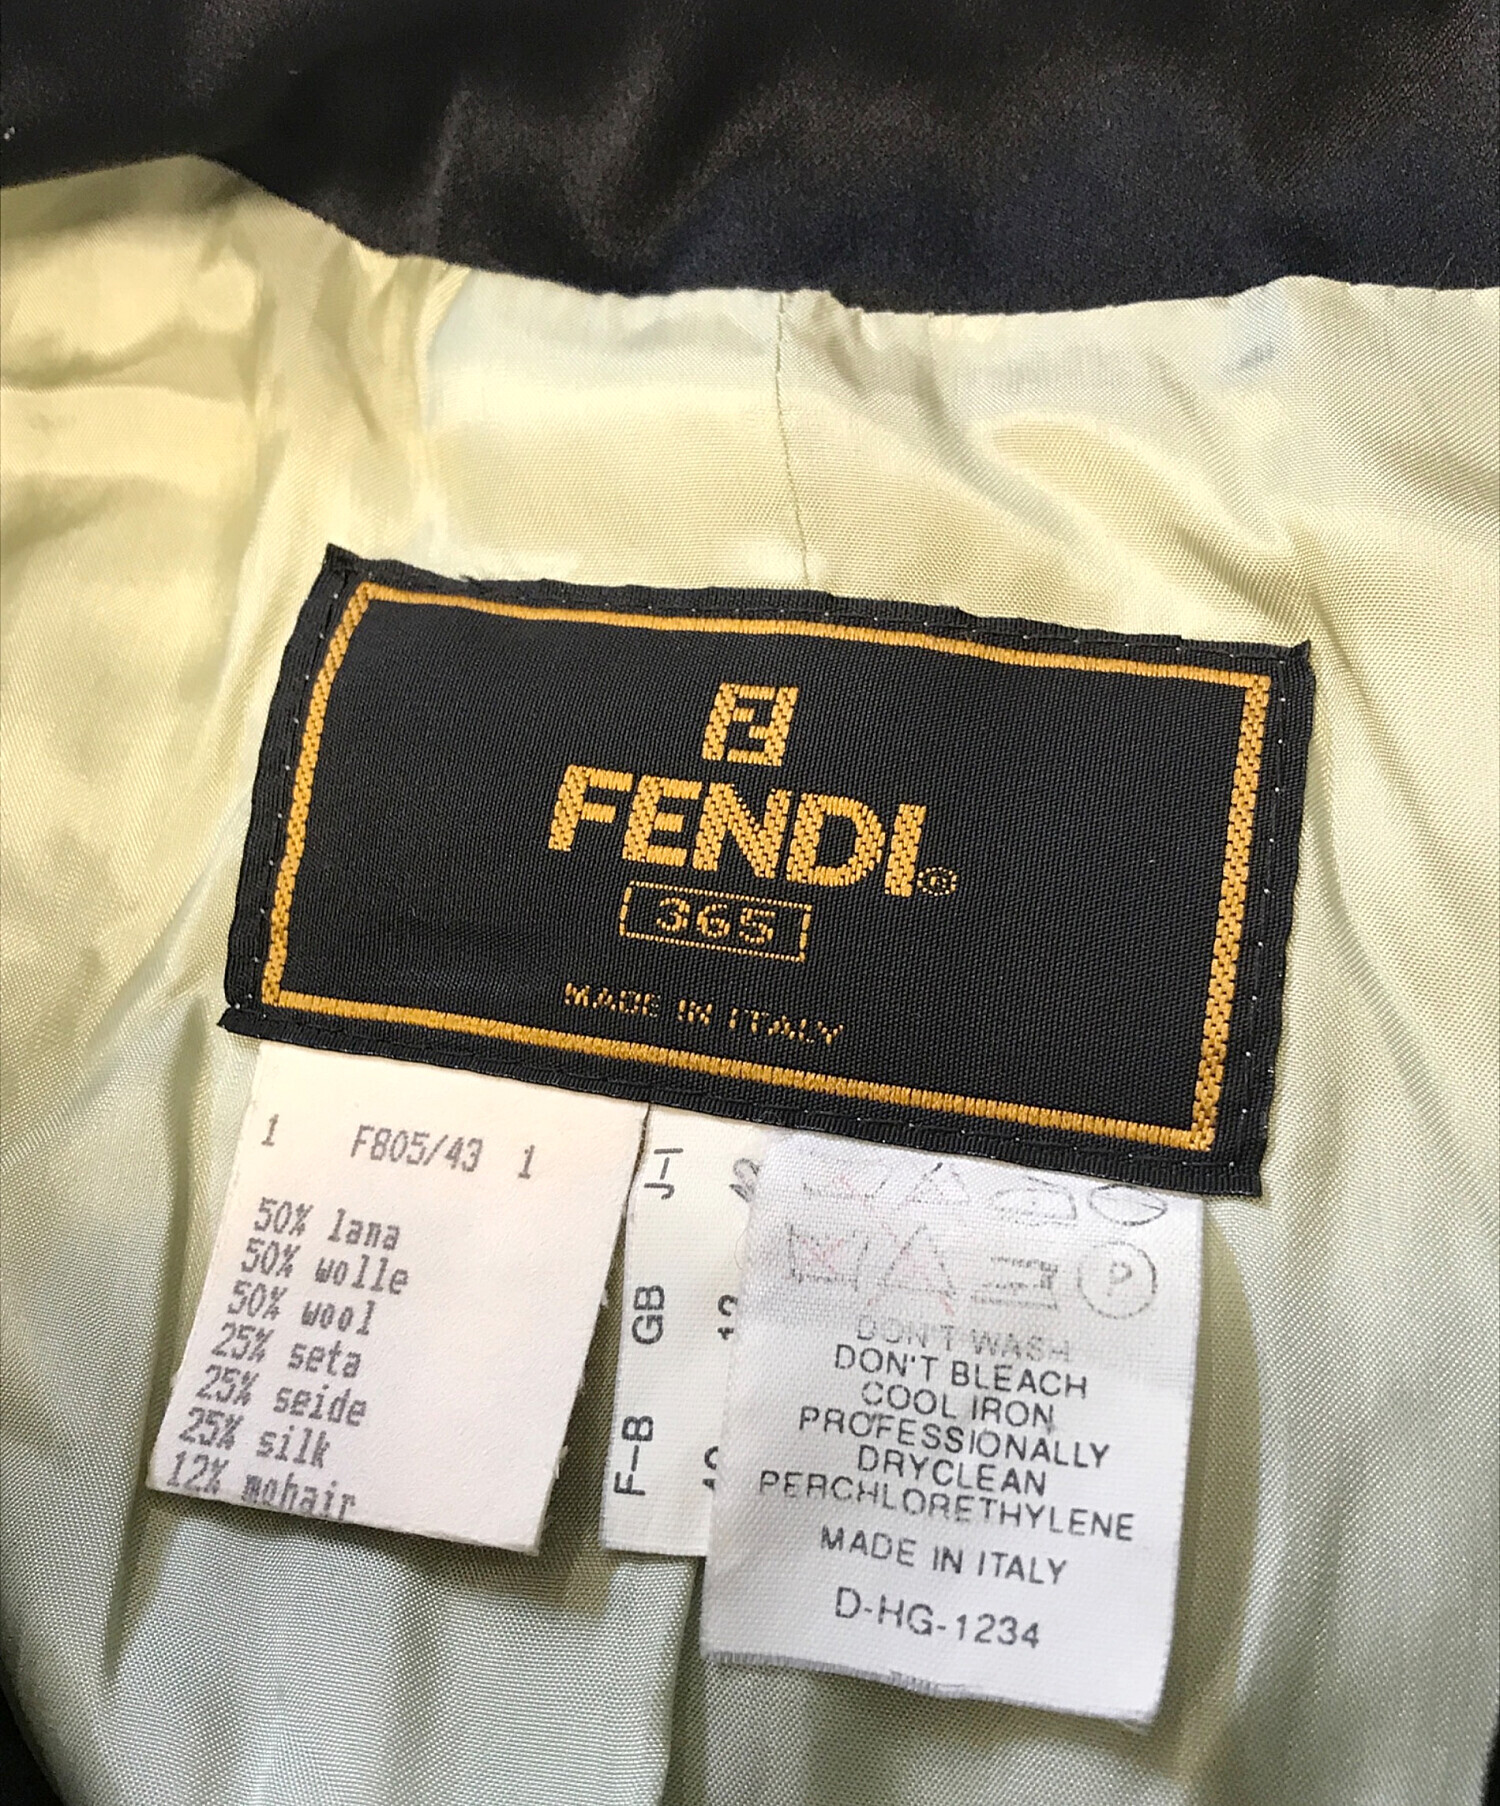 FENDI®
365
MADE IN ITALY
1 F805/43 1
50% lana
50% wolle
50% wool
25% seta
25% seide
25% silk
12% mohair
J-I
GB
F-B
P
DON'T WASH
DON'T BLEACH
COOL IRON
PROFESSIONALLY
DRYCLEAN
PERCHLORETHYLENE
MADE IN ITALY
D-HG-1234